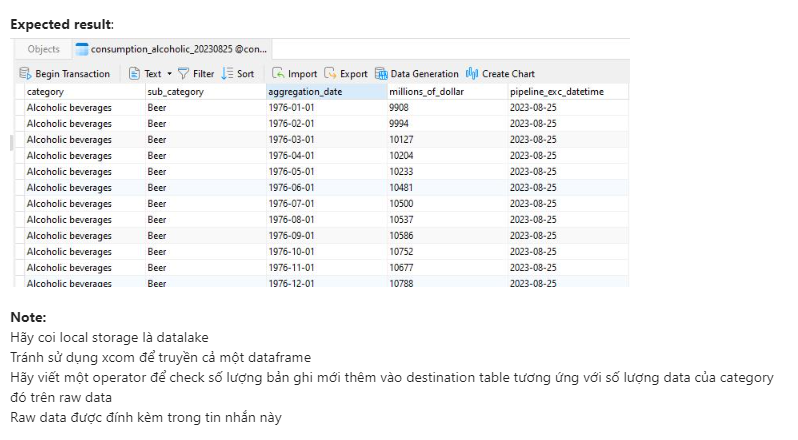 Expected result:
Objects consumption_alcoholic_20230825 @con...
Begin Transaction Text Filter Sort Import Export Data Generation Create Chart
category sub_category aggregation_date millions_of_dollar pipeline_exc_datetime
Alcoholic beverages Beer 1976-01-01 9908 2023-08-25
Alcoholic beverages Beer 1976-02-01 9994 2023-08-25
Alcoholic beverages Beer 1976-03-01 10127 2023-08-25
Alcoholic beverages Beer 1976-04-01 10204 2023-08-25
Alcoholic beverages Beer 1976-05-01 10233 2023-08-25
Alcoholic beverages Beer 1976-06-01 10481 2023-08-25
Alcoholic beverages Beer 1976-07-01 10500 2023-08-25
Alcoholic beverages Beer 1976-08-01 10537 2023-08-25
Alcoholic beverages Beer 1976-09-01 10586 2023-08-25
Alcoholic beverages Beer 1976-10-01 10752 2023-08-25
Alcoholic beverages Beer 1976-11-01 10677 2023-08-25
Alcoholic beverages Beer 1976-12-01 10788 2023-08-25
Note:
Hãy coi local storage là datalake
Tránh sử dụng xcom để truyền cả một dataframe
Hãy viết một operator để check số lượng bản ghi mới thêm vào destination table tương ứng với số lượng data của category
đó trên raw data
Raw data được đính kèm trong tin nhắn này